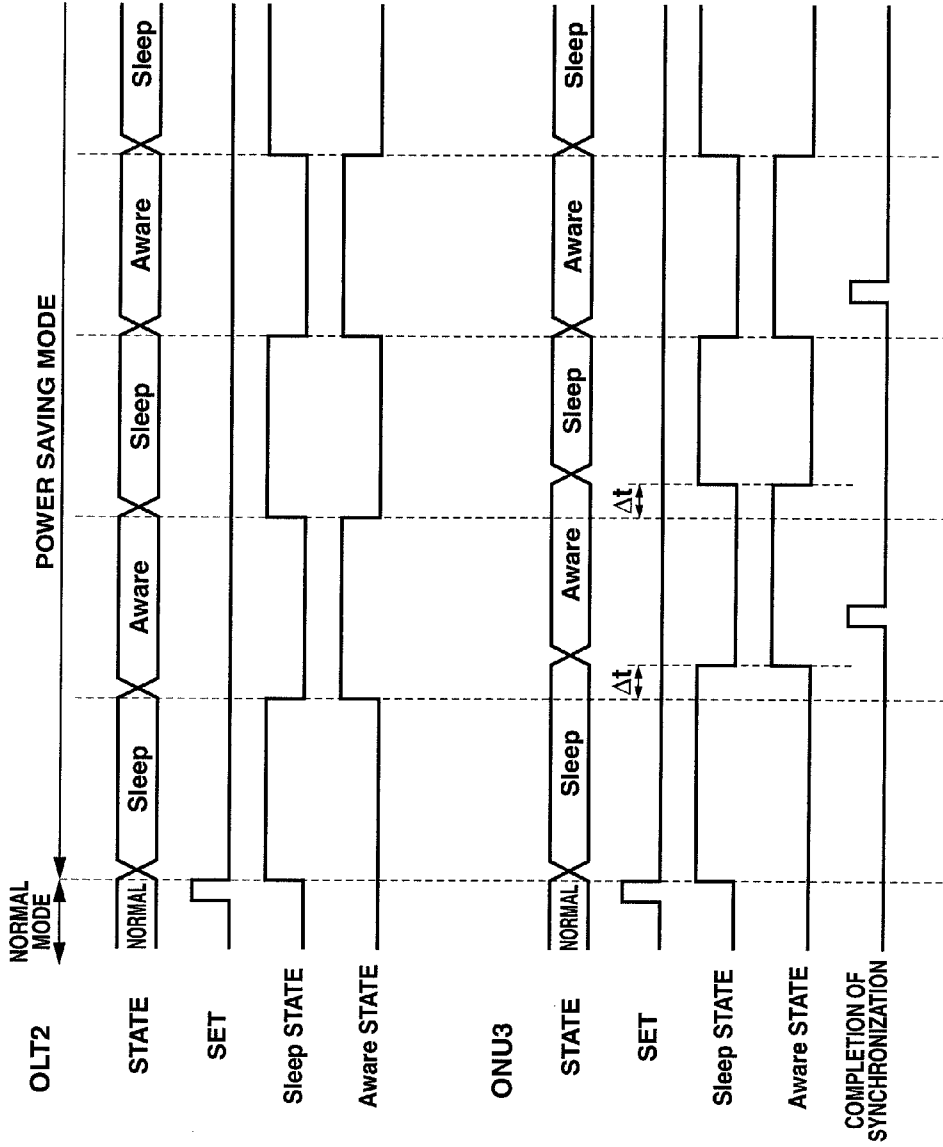 NORMAL
MODE
POWER SAVING MODE
OLT2
STATE
NORMAL
Sleep
Aware
Sleep
Aware
Sleep
SET
Sleep STATE
Aware STATE
ONU3
STATE
NORMAL
Sleep
Aware
Sleep
Aware
Sleep
SET
Δt
Δt
Sleep STATE
Aware STATE
COMPLETION OF
SYNCHRONIZATION